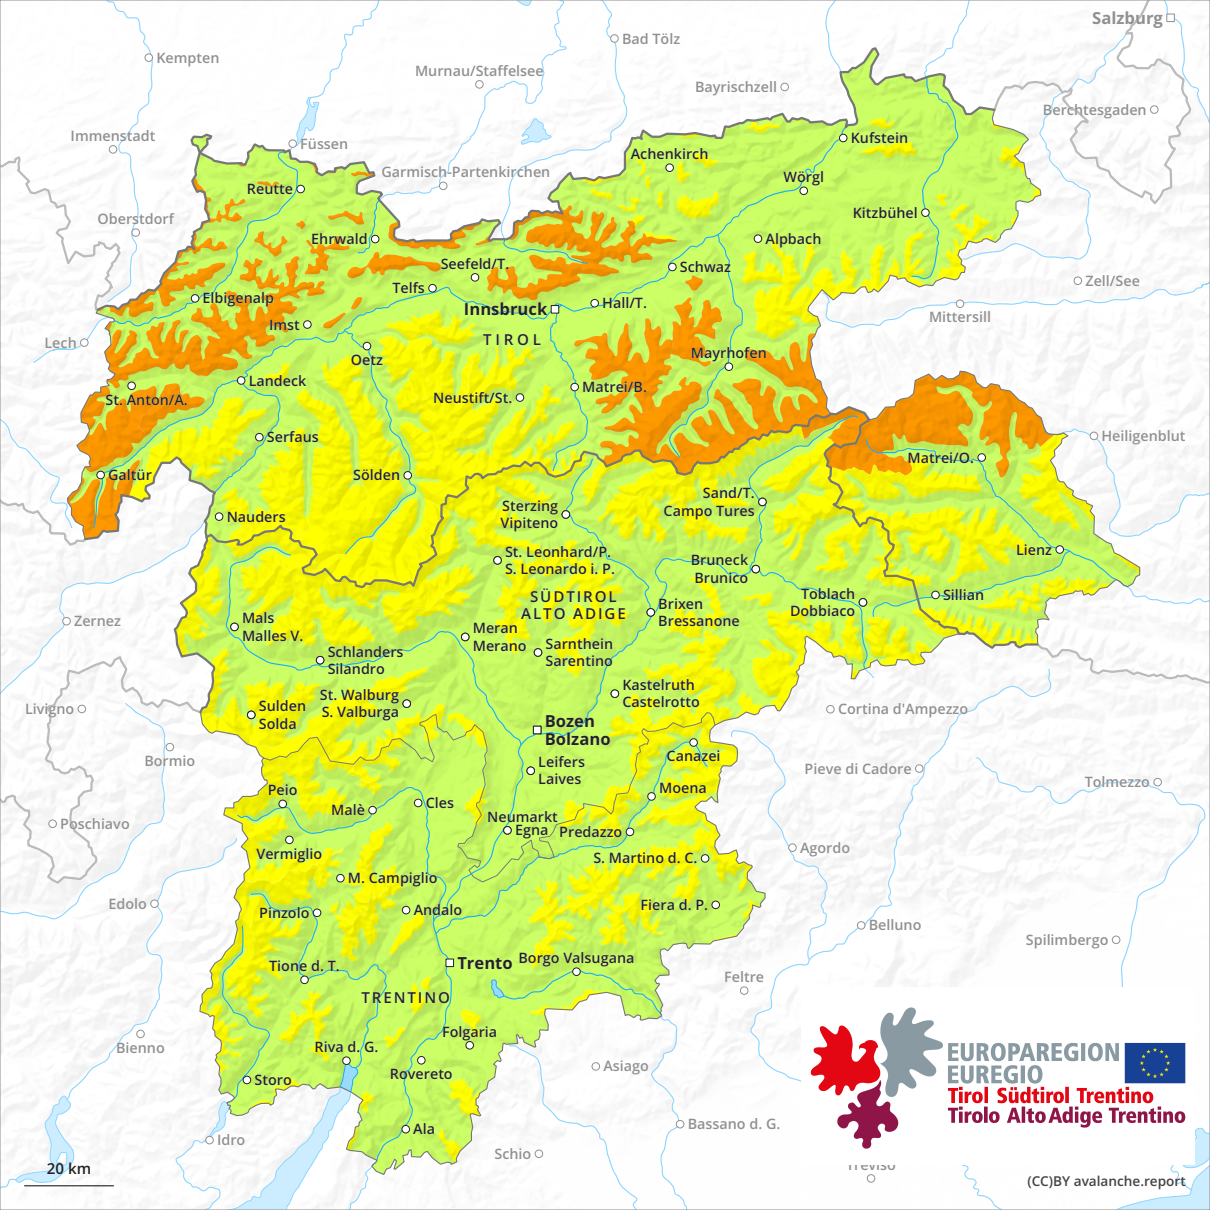 Salzburg
Bad Tölz
Kempten
Murnau/Staffelsee
Bayrischzell
Berchtesgaden
Immenstadt
Füssen
Kufstein
Achenkirch
Garmisch-Partenkirchen
Wörgl
Reutte
Oberstdorf
Kitzbühel
Ehrwald
Alpbach
Seefeld/T.
Schwaz
Zell/See
Telfs
Elbigenalp
Innsbruck
Hall/T.
Mittersill
Imst
TIROL
Lech
Oetz
Mayrhofen
Landeck
Matrei/B.
St. Anton/A.
Neustift/St.
Serfaus
Heiligenblut
Matrei/O.
Galtür
Sölden
Sand/T.
Campo Tures
Sterzing
Vipiteno
Nauders
St. Leonhard/P.
S. Leonardo i. P.
Lienz
Bruneck
Brunico
SÜDTIROL
ALTO ADIGE
Toblach
Dobbiaco
Sillian
Brixen
Bressanone
Zernez
Mals
Malles V.
Meran
Merano
Sarnthein
Sarentino
Schlanders
Silandro
Kastelruth
Castelrotto
St. Walburg
S. Valburga
Livigno
Sulden
Solda
Cortina d'Ampezzo
Bozen
Bolzano
Bormio
Canazei
Leifers
Laives
Pieve di Cadore
Tolmezzo
Peio
Moena
Malè
Cles
Poschiavo
Neumarkt
Egna
Predazzo
Vermiglio
S. Martino d. C.
Agordo
M. Campiglio
Edolo
Pinzolo
Andalo
Fiera d. P.
Belluno
Spilimbergo
Trento
Borgo Valsugana
Tione d. T.
Feltre
TRENTINO
Folgaria
Bienno
Riva d. G.
Rovereto
Asiago
Storo
EUROPAREGION
EUREGIO
Tirol Südtirol Trentino
Tirolo Alto Adige Trentino
Ala
Bassano d. G.
Idro
Schio
Treviso
20 km
(CC)BY avalanche.report